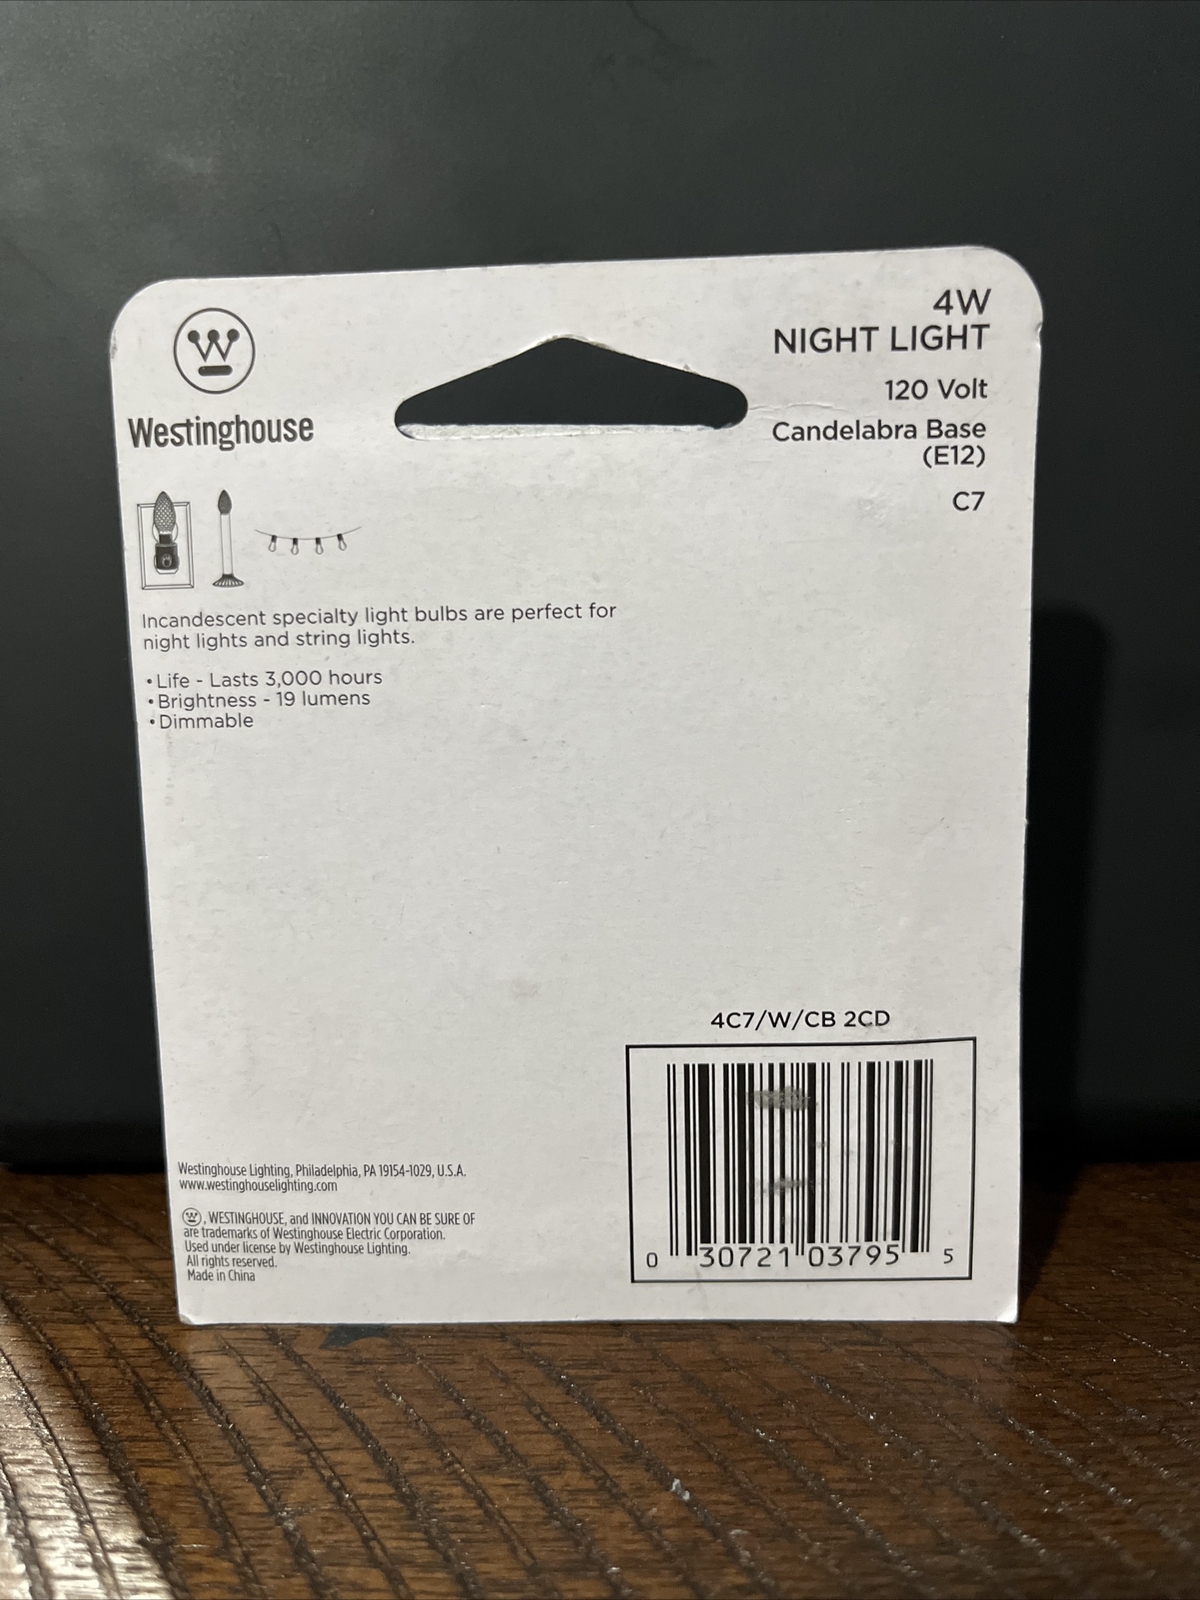 4W
NIGHT LIGHT
120 Volt
Candelabra Base
(E12)
C7
W
Westinghouse
Incandescent specialty light bulbs are perfect for
night lights and string lights.
• Life - Lasts 3,000 hours
• Brightness - 19 lumens
• Dimmable
4C7/W/CB 2CD
0 30721 03795 5
Westinghouse Lighting, Philadelphia, PA 19154-1029, U.S.A.
www.westinghouselighting.com
W, WESTINGHOUSE, and INNOVATION YOU CAN BE SURE OF
are trademarks of Westinghouse Electric Corporation.
Used under license by Westinghouse Lighting.
All rights reserved.
Made in China